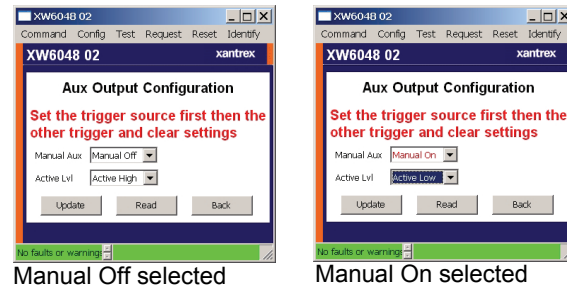 XW6048 02
Command Config Test Request Reset Identify
XW6048 02 xantrex
Aux Output Configuration
Set the trigger source first then the
other trigger and clear settings
Manual Aux Manual Off
Active Lvl Active High
Update Read Back
No faults or warnings
Manual Off selected
XW6048 02
Command Config Test Request Reset Identify
XW6048 02 xantrex
Aux Output Configuration
Set the trigger source first then the
other trigger and clear settings
Manual Aux Manual On
Active Lvl Active Low
Update Read Back
No faults or warnings
Manual On selected